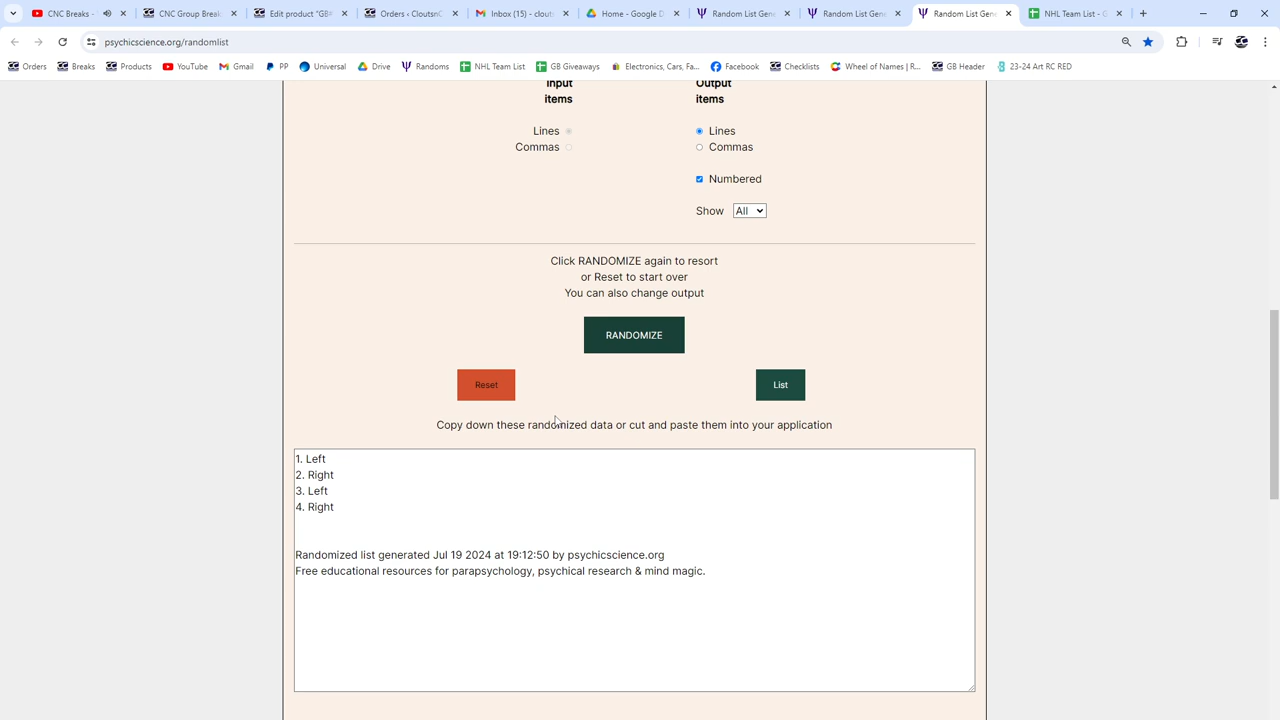 CNC Breaks -
CNC Group Break
Edit product "GB#
Orders ‹ Cloutsn
Inbox (15) - clouts
Home - Google D
Random List Gene
Random List Gene
Random List Gene
NHL Team List - G
psychicscience.org/randomlist
Orders
Breaks
Products
YouTube
Gmail
PP
Universal
Drive
Randoms
NHL Team List
GB Giveaways
Electronics, Cars, Fa...
Facebook
Checklists
Wheel of Names | R...
GB Header
23-24 Art RC RED
Input items
Output items
Lines
Commas
Lines
Commas
Numbered
Show All
Click RANDOMIZE again to resort
or Reset to start over
You can also change output
RANDOMIZE
Reset
List
Copy down these randomized data or cut and paste them into your application
1. Left
2. Right
3. Left
4. Right
Randomized list generated Jul 19 2024 at 19:12:50 by psychicscience.org
Free educational resources for parapsychology, psychical research & mind magic.